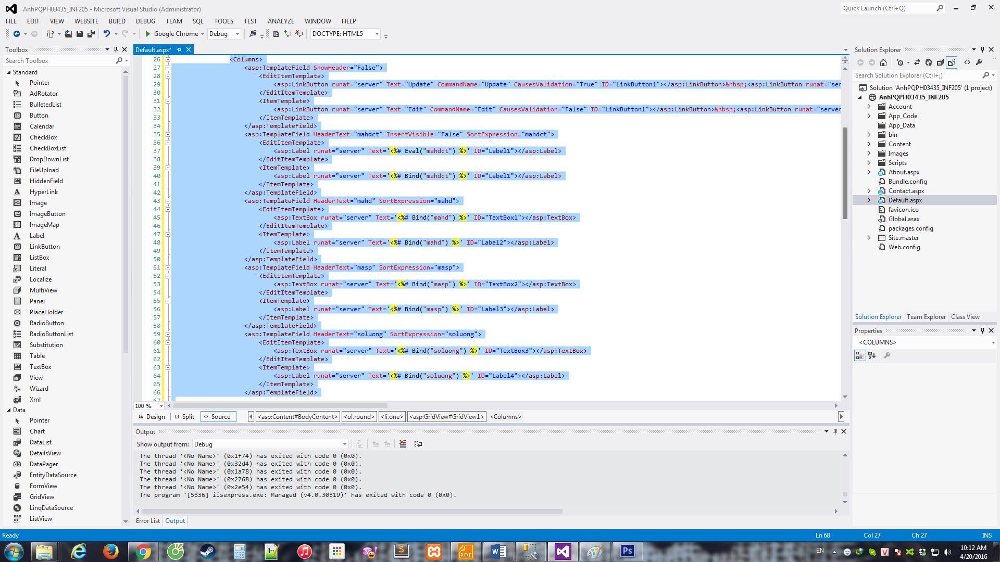 AnhPQPH03435_INF205 - Microsoft Visual Studio (Administrator)
Quick Launch (Ctrl+Q)
FILE EDIT VIEW WEBSITE BUILD DEBUG TEAM SQL TOOLS TEST ANALYZE WINDOW HELP
Google Chrome Debug DOCTYPE: HTML5
Toolbox
Search Toolbox
Standard
Pointer
AdRotator
BulletedList
Button
Calendar
CheckBox
CheckBoxList
DropDownList
FileUpload
HiddenField
HyperLink
Image
ImageButton
ImageMap
Label
LinkButton
ListBox
Literal
Localize
MultiView
Panel
PlaceHolder
RadioButton
RadioButtonList
Substitution
Table
TextBox
View
Wizard
Xml
Data
Pointer
Chart
DataList
DetailsView
DataPager
EntityDataSource
FormView
GridView
LinqDataSource
ListView
Default.aspx*
26 <Columns>
27 <asp:TemplateField ShowHeader="False">
28 <EditItemTemplate>
29 <asp:LinkButton runat="server" Text="Update" CommandName="Update" CausesValidation="True" ID="LinkButton1"></asp:LinkButton>&nbsp;<asp:LinkButton runat="ser
30 </EditItemTemplate>
31 <ItemTemplate>
32 <asp:LinkButton runat="server" Text="Edit" CommandName="Edit" CausesValidation="False" ID="LinkButton1"></asp:LinkButton>&nbsp;<asp:LinkButton runat="server
33 </ItemTemplate>
34 </asp:TemplateField>
35 <asp:TemplateField HeaderText="mahdct" InsertVisible="False" SortExpression="mahdct">
36 <EditItemTemplate>
37 <asp:Label runat="server" Text='<%# Eval("mahdct") %>' ID="Label1"></asp:Label>
38 </EditItemTemplate>
39 <ItemTemplate>
40 <asp:Label runat="server" Text='<%# Bind("mahdct") %>' ID="Label1"></asp:Label>
41 </ItemTemplate>
42 </asp:TemplateField>
43 <asp:TemplateField HeaderText="mahd" SortExpression="mahd">
44 <EditItemTemplate>
45 <asp:TextBox runat="server" Text='<%# Bind("mahd") %>' ID="TextBox1"></asp:TextBox>
46 </EditItemTemplate>
47 <ItemTemplate>
48 <asp:Label runat="server" Text='<%# Bind("mahd") %>' ID="Label2"></asp:Label>
49 </ItemTemplate>
50 </asp:TemplateField>
51 <asp:TemplateField HeaderText="masp" SortExpression="masp">
52 <EditItemTemplate>
53 <asp:TextBox runat="server" Text='<%# Bind("masp") %>' ID="TextBox2"></asp:TextBox>
54 </EditItemTemplate>
55 <ItemTemplate>
56 <asp:Label runat="server" Text='<%# Bind("masp") %>' ID="Label3"></asp:Label>
57 </ItemTemplate>
58 </asp:TemplateField>
59 <asp:TemplateField HeaderText="soluong" SortExpression="soluong">
60 <EditItemTemplate>
61 <asp:TextBox runat="server" Text='<%# Bind("soluong") %>' ID="TextBox3"></asp:TextBox>
62 </EditItemTemplate>
63 <ItemTemplate>
64 <asp:Label runat="server" Text='<%# Bind("soluong") %>' ID="Label4"></asp:Label>
65 </ItemTemplate>
66 </asp:TemplateField>
67
100 %
Design Split Source <asp:Content#BodyContent> <ol.round> <li.one> <asp:GridView#GridView1> <Columns>
Output
Show output from: Debug
The thread '<No Name>' (0x1f74) has exited with code 0 (0x0).
The thread '<No Name>' (0x32d4) has exited with code 0 (0x0).
The thread '<No Name>' (0x1a78) has exited with code 0 (0x0).
The thread '<No Name>' (0x2768) has exited with code 0 (0x0).
The thread '<No Name>' (0x2e54) has exited with code 0 (0x0).
The program '[5336] iisexpress.exe: Managed (v4.0.30319)' has exited with code 0 (0x0).
Error List Output
Solution Explorer
Search Solution Explorer (Ctrl+;)
Solution 'AnhPQPH03435_INF205' (1 project)
AnhPQPH03435_INF205
Account
App_Code
App_Data
bin
Content
Images
Scripts
About.aspx
Bundle.config
Contact.aspx
Default.aspx
favicon.ico
Global.asax
packages.config
Site.master
Web.config
Solution Explorer Team Explorer Class View
Properties
<COLUMNS>
Ready Ln 68 Col 27 Ch 27 INS
EN
10:12 AM
4/20/2016